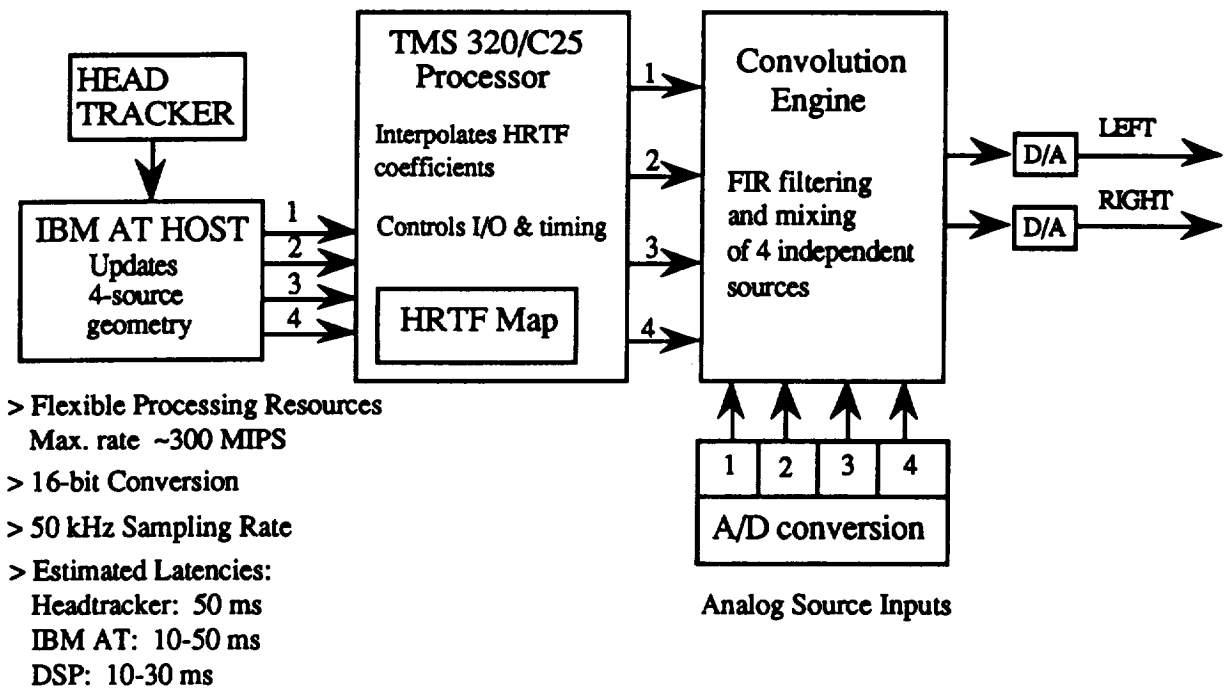 HEAD
TRACKER
IBM AT HOST
Updates
4-source
geometry
1
2
3
4
TMS 320/C25
Processor
Interpolates HRTF
coefficients
Controls I/O & timing
HRTF Map
1
2
3
4
Convolution
Engine
FIR filtering
and mixing
of 4 independent
sources
D/A
LEFT
D/A
RIGHT
1 2 3 4
A/D conversion
Analog Source Inputs
> Flexible Processing Resources
Max. rate ~300 MIPS
> 16-bit Conversion
> 50 kHz Sampling Rate
> Estimated Latencies:
Headtracker: 50 ms
IBM AT: 10-50 ms
DSP: 10-30 ms